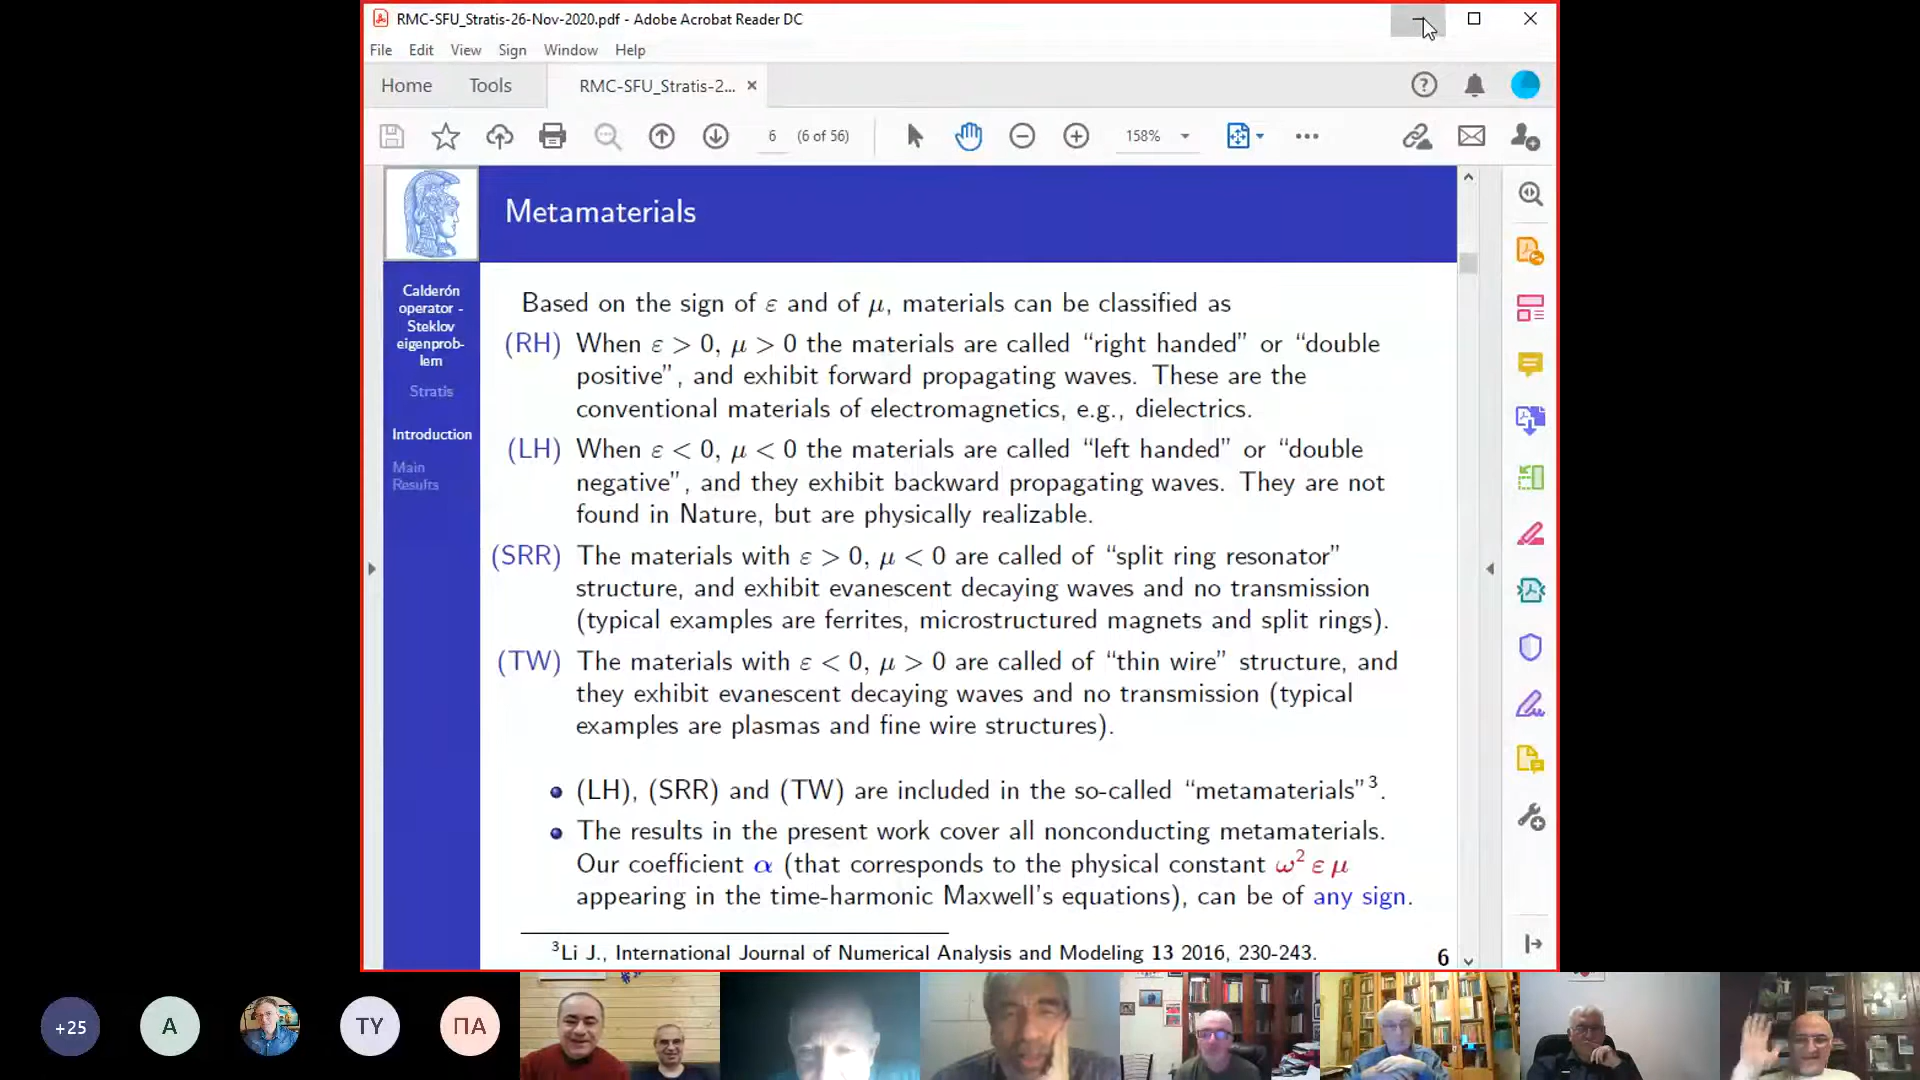 RMC-SFU_Stratis-26-Nov-2020.pdf - Adobe Acrobat Reader DC
File Edit View Sign Window Help
Home Tools RMC-SFU_Stratis-2... ×
6 (6 of 56) 158%
Metamaterials
Calderón
operator -
Steklov
eigenprob-
lem
Stratis
Introduction
Main
Results
Based on the sign of ε and of μ, materials can be classified as
(RH) When ε > 0, μ > 0 the materials are called “right handed” or “double
positive”, and exhibit forward propagating waves. These are the
conventional materials of electromagnetics, e.g., dielectrics.
(LH) When ε < 0, μ < 0 the materials are called “left handed” or “double
negative”, and they exhibit backward propagating waves. They are not
found in Nature, but are physically realizable.
(SRR) The materials with ε > 0, μ < 0 are called of “split ring resonator”
structure, and exhibit evanescent decaying waves and no transmission
(typical examples are ferrites, microstructured magnets and split rings).
(TW) The materials with ε < 0, μ > 0 are called of “thin wire” structure, and
they exhibit evanescent decaying waves and no transmission (typical
examples are plasmas and fine wire structures).
• (LH), (SRR) and (TW) are included in the so-called “metamaterials”³.
• The results in the present work cover all nonconducting metamaterials.
Our coefficient α (that corresponds to the physical constant ω² ε μ
appearing in the time-harmonic Maxwell's equations), can be of any sign.
³Li J., International Journal of Numerical Analysis and Modeling 13 2016, 230-243.
6
+25 A TY ΠΑ